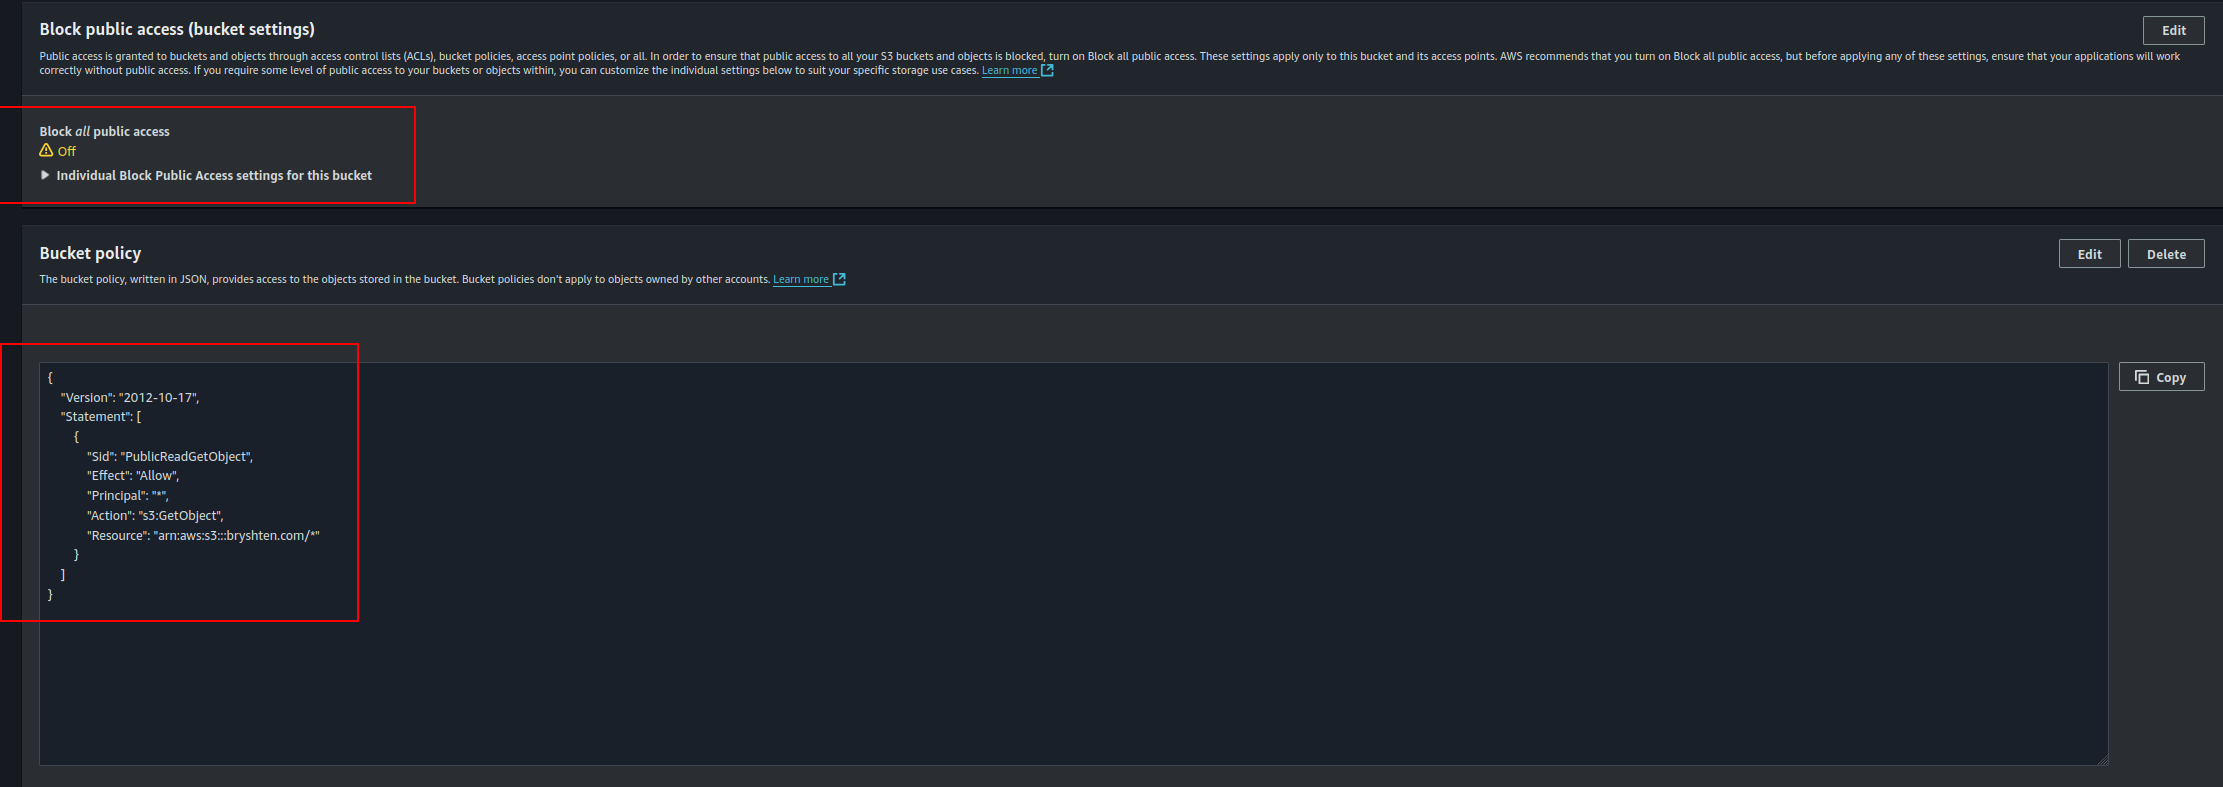 Block public access (bucket settings)
Edit
Public access is granted to buckets and objects through access control lists (ACLs), bucket policies, access point policies, or all. In order to ensure that public access to all your S3 buckets and objects is blocked, turn on Block all public access. These settings apply only to this bucket and its access points. AWS recommends that you turn on Block all public access, but before applying any of these settings, ensure that your applications will work
correctly without public access. If you require some level of public access to your buckets or objects within, you can customize the individual settings below to suit your specific storage use cases. Learn more
Block all public access
Off
Individual Block Public Access settings for this bucket
Bucket policy
Edit
Delete
The bucket policy, written in JSON, provides access to the objects stored in the bucket. Bucket policies don't apply to objects owned by other accounts. Learn more
Copy
{
"Version": "2012-10-17",
"Statement": [
{
"Sid": "PublicReadGetObject",
"Effect": "Allow",
"Principal": "*",
"Action": "s3:GetObject",
"Resource": "arn:aws:s3:::bryshten.com/*"
}
]
}